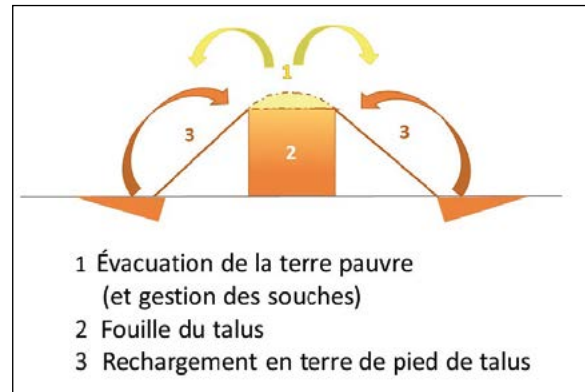 1
3
2
3
1 Évacuation de la terre pauvre
(et gestion des souches)
2 Fouille du talus
3 Rechargement en terre de pied de talus